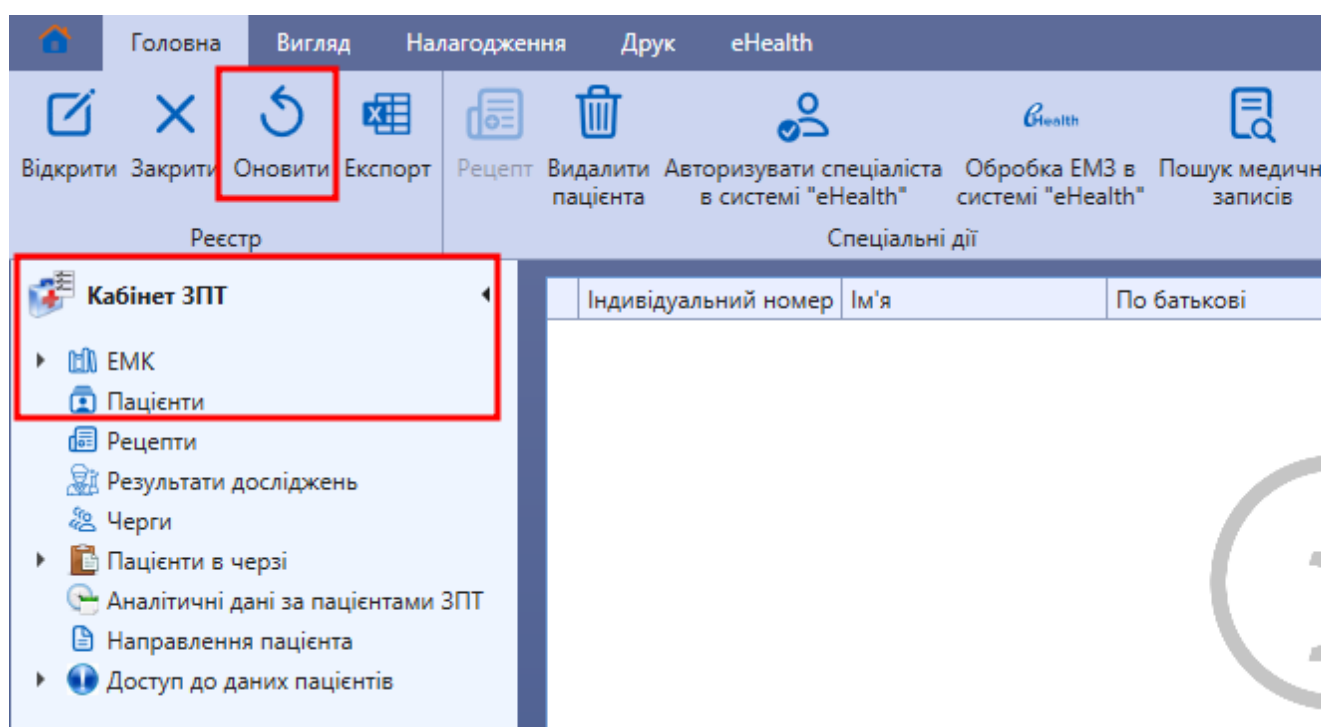 Головна Вигляд Налагодження Друк eHealth
Відкрити Закрити Оновити Експорт Рецепт Видалити Авторизувати спеціаліста Обробка ЕМЗ в Пошук медичн
пацієнта в системі "eHealth" системі "eHealth" записів
eHealth
Реєстр Спеціальні дії
Кабінет ЗПТ
Індивідуальний номер Ім'я По батькові
ЕМК
Пацієнти
Рецепти
Результати досліджень
Черги
Пацієнти в черзі
Аналітичні дані за пацієнтами ЗПТ
Направлення пацієнта
Доступ до даних пацієнтів